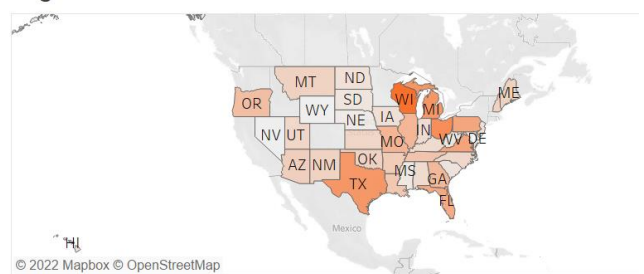 MT
ND
ME
OR
SD
WI
MI
WY
NE
IA
NV
UT
IN
WV
DE
MO
AZ
NM
OK
MS
GA
TX
FL
Mexico
HI
© 2022 Mapbox © OpenStreetMap